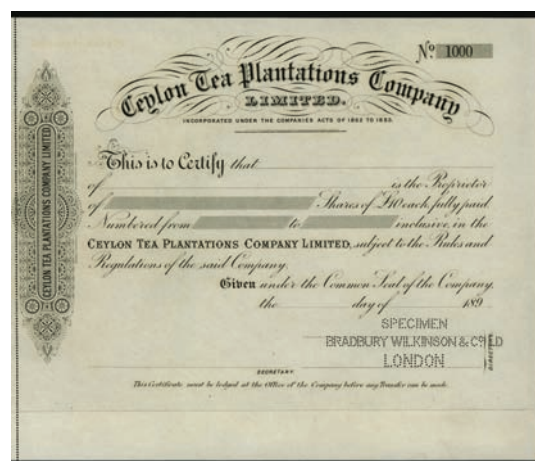 Nº 1000
Ceylon Tea Plantations Company
LIMITED.
INCORPORATED UNDER THE COMPANIES ACTS OF 1862 TO 1890.
This is to Certify that
of is the Proprietor
of Shares of £10 each, fully paid
Numbered from to inclusive, in the
CEYLON TEA PLANTATIONS COMPANY LIMITED, subject to the Rules and
Regulations of the said Company.
Given under the Common Seal of the Company,
the day of 189
SPECIMEN
BRADBURY WILKINSON & Cº LD
LONDON
DIRECTORS
SECRETARY
This Certificate must be lodged at the Office of the Company before any Transfer can be made.
CEYLON TEA PLANTATIONS COMPANY LIMITED